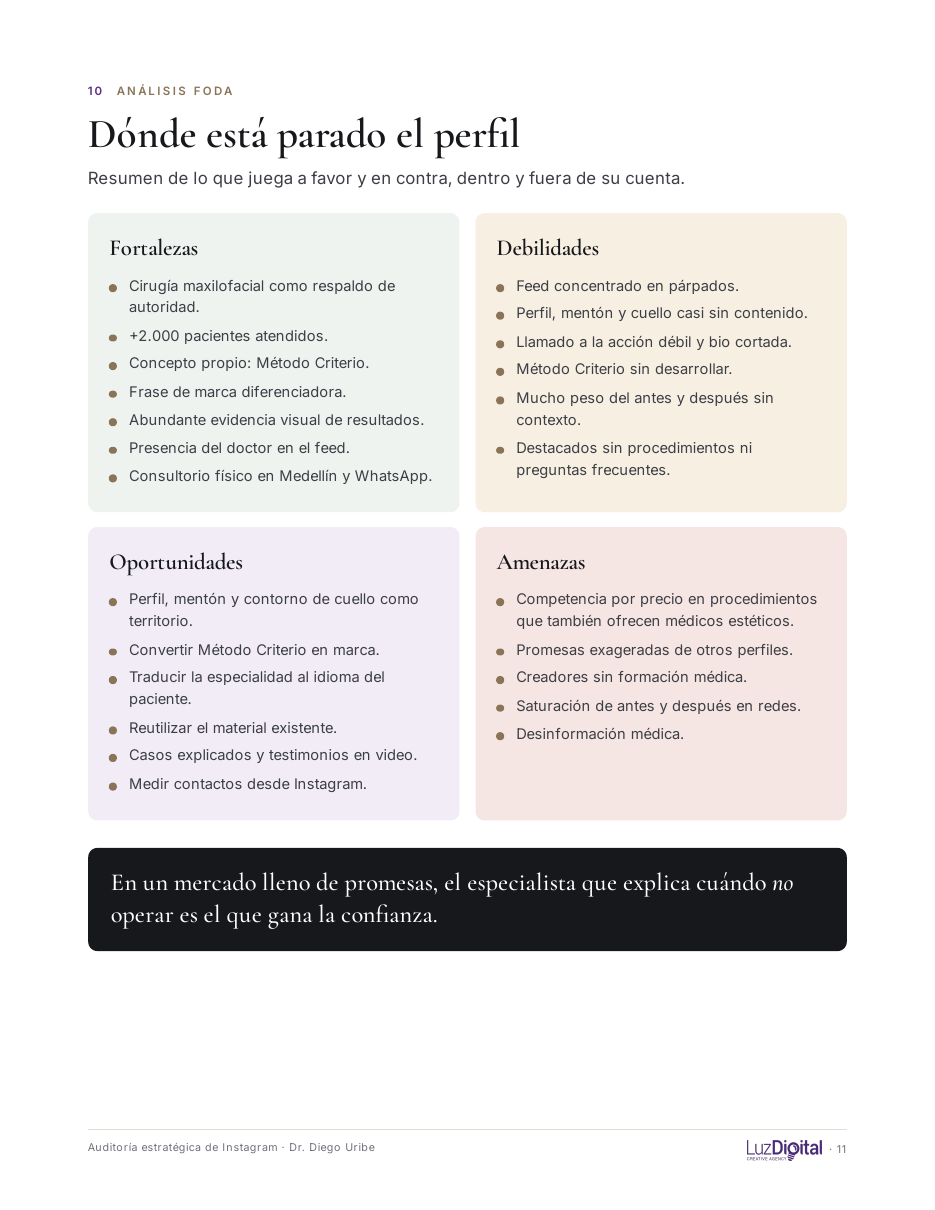 10 ANÁLISIS FODA
Dónde está parado el perfil
Resumen de lo que juega a favor y en contra, dentro y fuera de su cuenta.
Fortalezas
Cirugía maxilofacial como respaldo de
autoridad.
+2.000 pacientes atendidos.
Concepto propio: Método Criterio.
Frase de marca diferenciadora.
Abundante evidencia visual de resultados.
Presencia del doctor en el feed.
Consultorio físico en Medellín y WhatsApp.
Debilidades
Feed concentrado en párpados.
Perfil, mentón y cuello casi sin contenido.
Llamado a la acción débil y bio cortada.
Método Criterio sin desarrollar.
Mucho peso del antes y después sin
contexto.
Destacados sin procedimientos ni
preguntas frecuentes.
Oportunidades
Perfil, mentón y contorno de cuello como
territorio.
Convertir Método Criterio en marca.
Traducir la especialidad al idioma del
paciente.
Reutilizar el material existente.
Casos explicados y testimonios en video.
Medir contactos desde Instagram.
Amenazas
Competencia por precio en procedimientos
que también ofrecen médicos estéticos.
Promesas exageradas de otros perfiles.
Creadores sin formación médica.
Saturación de antes y después en redes.
Desinformación médica.
En un mercado lleno de promesas, el especialista que explica cuándo no
operar es el que gana la confianza.
Auditoría estratégica de Instagram · Dr. Diego Uribe
LuzDigital · 11
CREATIVE AGENCY